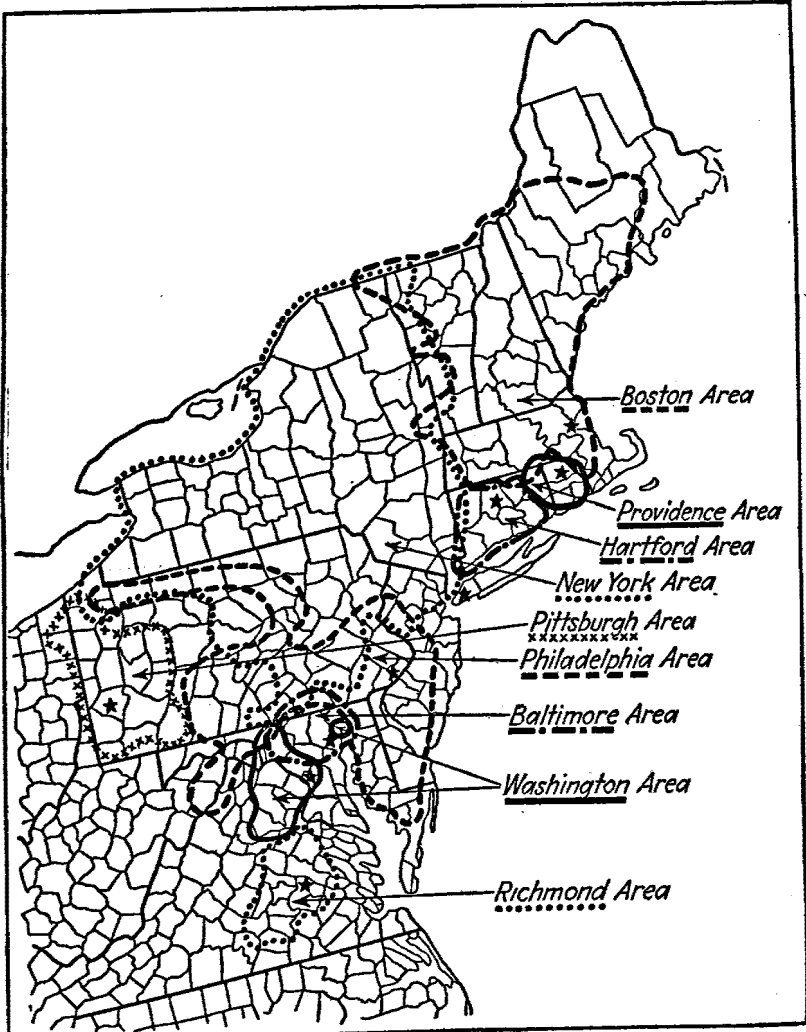 Boston Area
Providence Area
Hartford Area
New York Area
Pittsburgh Area
Philadelphia Area
Baltimore Area
Washington Area
Richmond Area